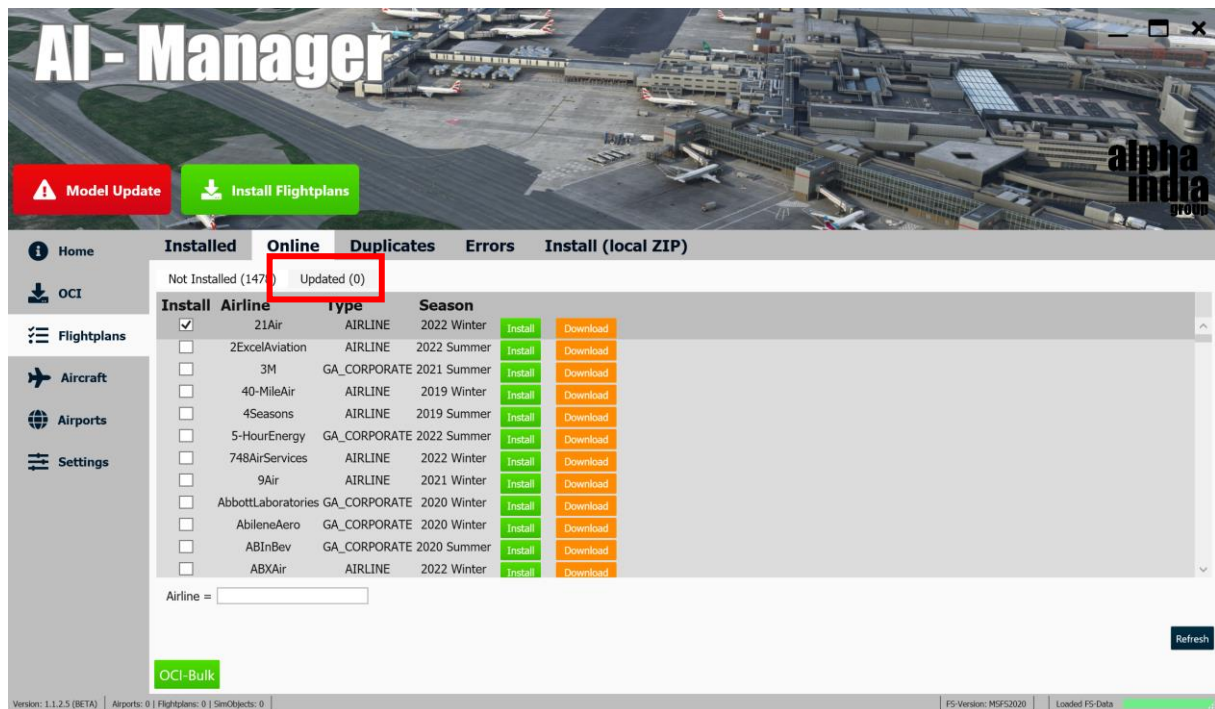 AI - Manager
alpha
india
group
Model Update
Install Flightplans
Home
OCI
Flightplans
Aircraft
Airports
Settings
Installed Online Duplicates Errors Install (local ZIP)
Not Installed (1478) Updated (0)
Install Airline Type Season
21Air AIRLINE 2022 Winter Install Download
2ExcelAviation AIRLINE 2022 Summer Install Download
3M GA_CORPORATE 2021 Summer Install Download
40-MileAir AIRLINE 2019 Winter Install Download
4Seasons AIRLINE 2019 Summer Install Download
5-HourEnergy GA_CORPORATE 2022 Summer Install Download
748AirServices AIRLINE 2022 Winter Install Download
9Air AIRLINE 2021 Winter Install Download
AbbottLaboratories GA_CORPORATE 2020 Winter Install Download
AbileneAero GA_CORPORATE 2020 Winter Install Download
ABInBev GA_CORPORATE 2020 Summer Install Download
ABXAir AIRLINE 2022 Winter Install Download
Airline =
Refresh
OCI-Bulk
Version: 1.1.2.5 (BETA) Airports: 0 | Flightplans: 0 | SimObjects: 0 FS-Version: MSFS2020 Loaded FS-Data